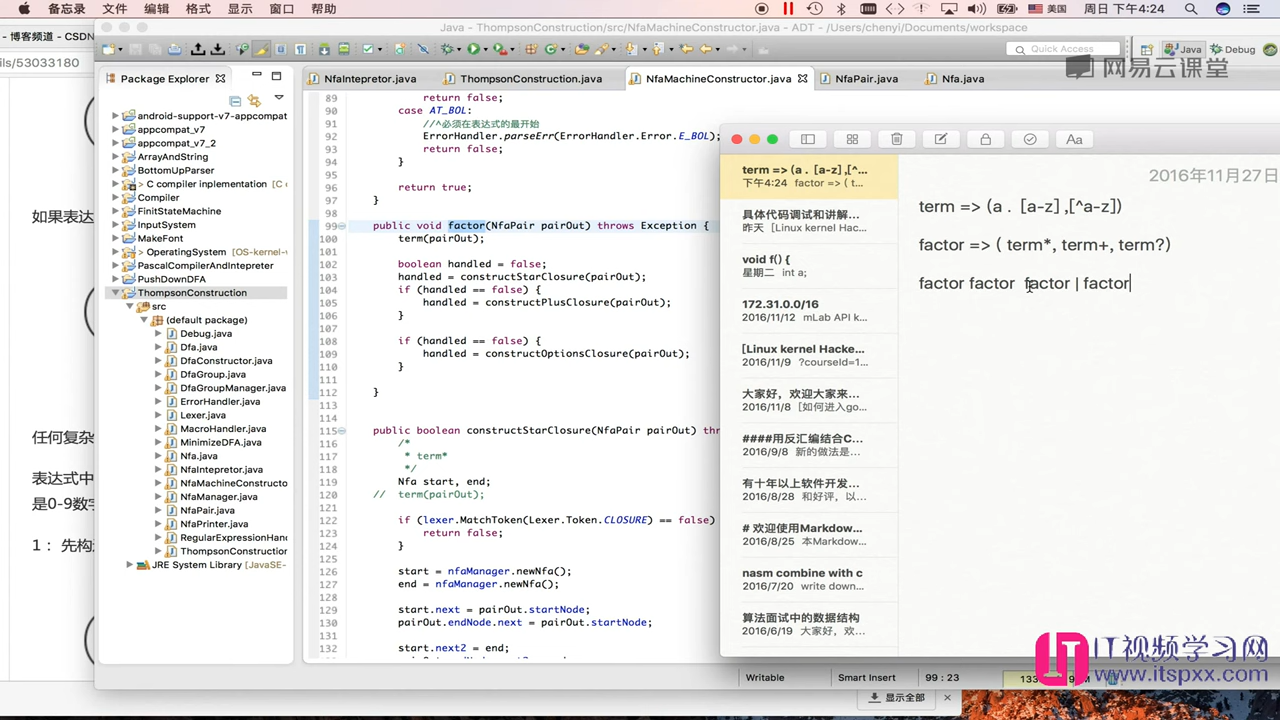 备忘录 文件 编辑 格式 显示 窗口 帮助
美国 周日 下午4:24
- 博客频道 - CSDN
ils/53033180
Java - ThompsonConstruction/src/NfaMachineConstructor.java - ADT - /Users/chenyi/Documents/workspace
Quick Access
Java
Debug
网易云课堂
Package Explorer
android-support-v7-appcompat
appcompat_v7
appcompat_v7_2
ArrayAndString
BottomUpParser
> C compiler inplementation [C
Compiler
FinitStateMachine
InputSystem
MakeFont
> OperatingSystem [OS-kernel-
PascalCompilerAndIntepreter
PushDownDFA
ThompsonConstruction
src
(default package)
Debug.java
Dfa.java
DfaConstructor.java
DfaGroup.java
DfaGroupManager.java
ErrorHandler.java
Lexer.java
MacroHandler.java
MinimizeDFA.java
Nfa.java
NfaIntepretor.java
NfaMachineConstructo
NfaManager.java
NfaPair.java
NfaPrinter.java
RegularExpressionHan
ThompsonConstruction
JRE System Library [JavaSE-
如果表达
任何复杂
表达式中
是0-9数字
1： 先构造
NfaIntepretor.java
ThompsonConstruction.java
NfaMachineConstructor.java
NfaPair.java
Nfa.java
89 return false;
90 case AT_BOL:
91 //^必须在表达式的最开始
92 ErrorHandler.parseErr(ErrorHandler.Error.E_BOL);
93 return false;
94 }
95
96 return true;
97 }
98
99 public void factor(NfaPair pairOut) throws Exception {
100 term(pairOut);
101
102 boolean handled = false;
103 handled = constructStarClosure(pairOut);
104 if (handled == false) {
105 handled = constructPlusClosure(pairOut);
106 }
107
108 if (handled == false) {
109 handled = constructOptionsClosure(pairOut);
110 }
111
112 }
113
114
115 public boolean constructStarClosure(NfaPair pairOut) thr
116 /*
117 * term*
118 */
119 Nfa start, end;
120 // term(pairOut);
121
122 if (lexer.MatchToken(Lexer.Token.CLOSURE) == false)
123 return false;
124 }
125
126 start = nfaManager.newNfa();
127 end = nfaManager.newNfa();
128
129 start.next = pairOut.startNode;
130 pairOut.endNode.next = pairOut.startNode;
131
132 start.next2 = end;
Aa
term => (a . [a-z] ,[^...
下午4:24 factor => ( t...
具体代码调试和讲解...
昨天 [Linux kernel Hac...
void f() {
星期二 int a;
172.31.0.0/16
2016/11/12 mLab API k...
[Linux kernel Hacke...
2016/11/9 ?courseId=1...
大家好，欢迎大家来...
2016/11/8 [如何进入go...
####用反汇编结合C...
2016/9/8 新的做法是...
有十年以上软件开发...
2016/8/28 和好评，以...
# 欢迎使用Markdow...
2016/8/25 本Markdow...
nasm combine with c
2016/7/20 write down...
算法面试中的数据结构
2016/6/19 大家好，欢...
2016年11月27日
term => (a . [a-z] ,[^a-z])
factor => ( term*, term+, term?)
factor factor factor | factor
Writable
Smart Insert
99 : 23
显示全部
IT视频学习网
www.itspxx.com